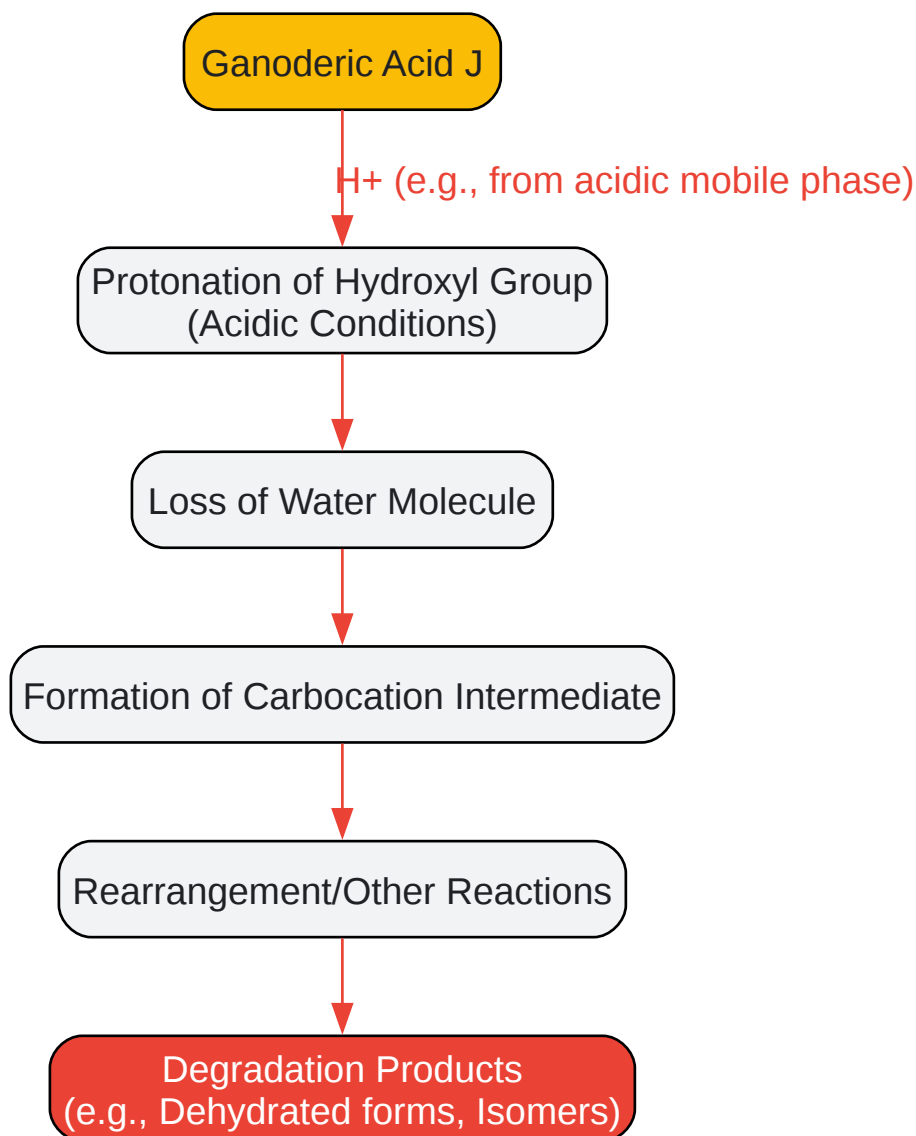 Ganoderic Acid J
H+ (e.g., from acidic mobile phase)
Protonation of Hydroxyl Group
(Acidic Conditions)
Loss of Water Molecule
Formation of Carbocation Intermediate
Rearrangement/Other Reactions
Degradation Products
(e.g., Dehydrated forms, Isomers)